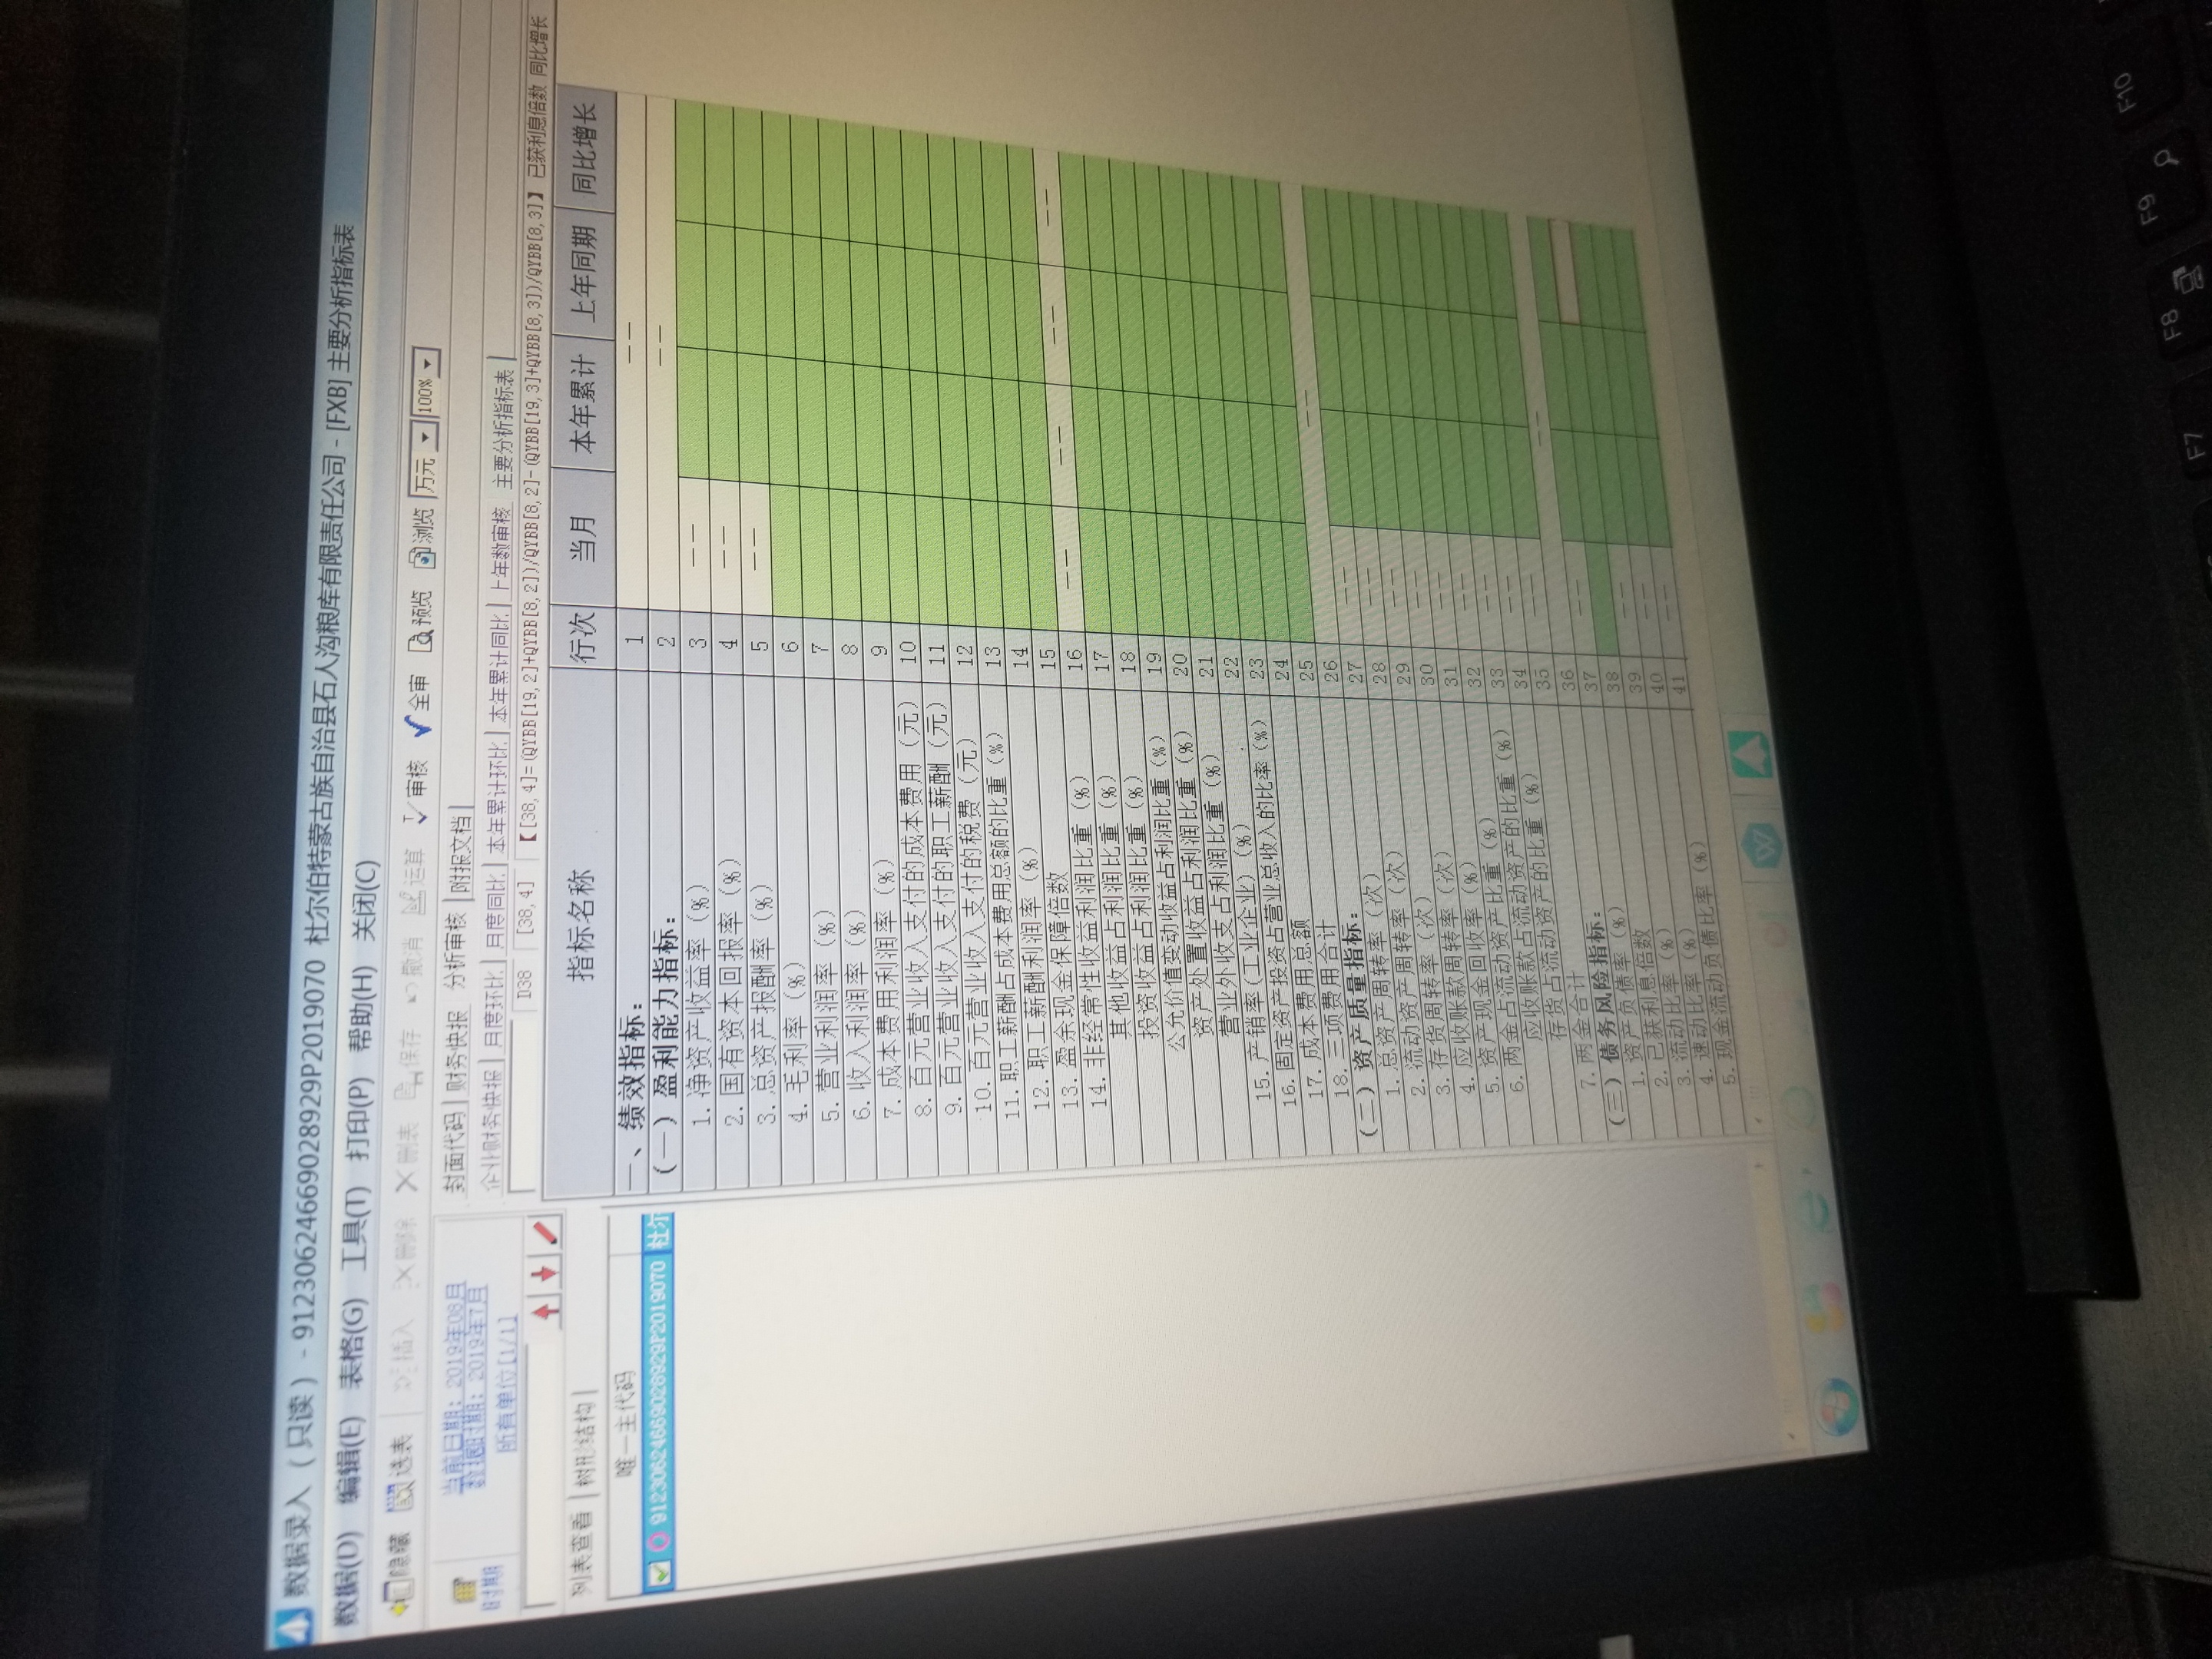 数据录入 （只读） - 91230624669028929P2019070 杜尔伯特蒙古族自治县石人沟粮库有限责任公司 - [FXB] 主要分析指标表
数据(D) 编辑(E) 表格(G) 工具(T) 打印(P) 帮助(H) 关闭(C)
隐藏 选表 插入 删除 删表 保存 撤消 运算 审核 全审 预览 浏览 万元 100%
时期
当前日期：2019年08月
数据时期：2019年7月
所有单位[1/1]
封面代码 财务快报 分析审核 附报文档
企业财务快报 月度环比 月度同比 本年累计环比 本年累计同比 上年数审核 主要分析指标表
D38 [38,4] 【[38,4]=(QYBB[19,2]+QYBB[8,2])/QYBB[8,2]-(QYBB[19,3]+QYBB[8,3])/QYBB[8,3]】 已获利息倍数 同比增长
列表查看 树形结构
唯一主代码
91230624669028929P2019070 杜尔
指标名称 行次 当月 本年累计 上年同期 同比增长
一、绩效指标： 1 ——
（一）盈利能力指标： 2 ——
1.净资产收益率（%） 3 ——
2.国有资本回报率（%） 4 ——
3.总资产报酬率（%） 5 ——
4.毛利率（%） 6
5.营业利润率（%） 7
6.收入利润率（%） 8
7.成本费用利润率（%） 9
8.百元营业收入支付的成本费用（元） 10
9.百元营业收入支付的职工薪酬（元） 11
10.百元营业收入支付的税费（元） 12
11.职工薪酬占成本费用总额的比重（%） 13
12.职工薪酬利润率（%） 14
13.盈余现金保障倍数 15
14.非经常性收益利润比重（%） 16 —— —— —— ——
其他收益占利润比重（%） 17
投资收益占利润比重（%） 18
公允价值变动收益占利润比重（%） 19
资产处置收益占利润比重（%） 20
营业外收支占利润比重（%） 21
15.产销率(工业企业)（%） 22
16.固定资产投资占营业总收入的比率（%） 23
17.成本费用总额 24
18.三项费用合计 25
（二）资产质量指标： 26 ——
1.总资产周转率（次） 27 ——
2.流动资产周转率（次） 28 ——
3.存货周转率（次） 29 ——
4.应收账款周转率（次） 30 ——
5.资产现金回收率（%） 31 ——
6.两金占流动资产比重（%） 32 ——
应收账款占流动资产的比重（%） 33 ——
存货占流动资产的比重（%） 34 ——
7.两金合计 35 ——
（三）债务风险指标： 36 ——
1.资产负债率（%） 37 ——
2.已获利息倍数 38
3.流动比率（%） 39 ——
4.速动比率（%） 40 ——
5.现金流动负债比率（%） 41 ——
W
F7
F8
F9
F10